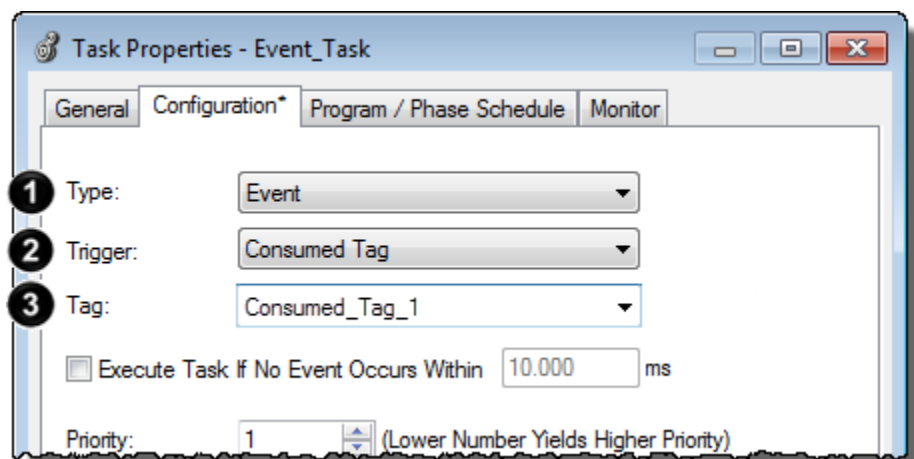 Task Properties - Event_Task
General Configuration* Program / Phase Schedule Monitor
1 Type: Event
2 Trigger: Consumed Tag
3 Tag: Consumed_Tag_1
Execute Task If No Event Occurs Within 10.000 ms
Priority: 1 (Lower Number Yields Higher Priority)